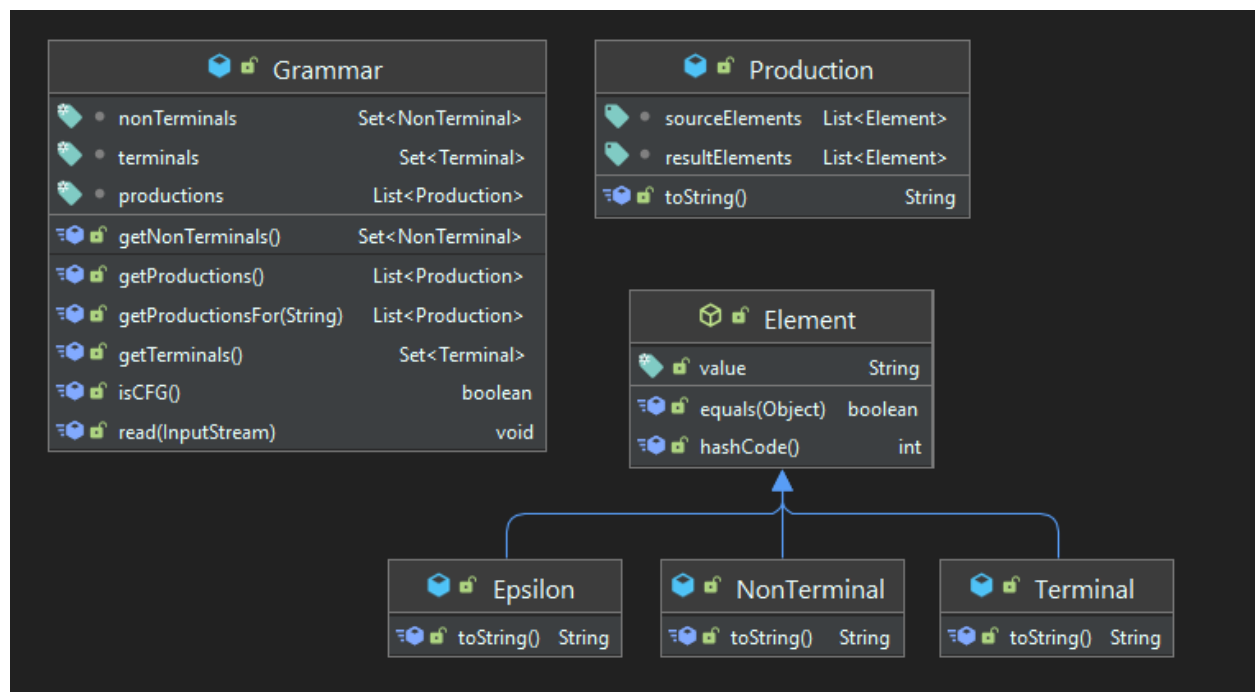 Grammar
nonTerminals Set<NonTerminal>
terminals Set<Terminal>
productions List<Production>
getNonTerminals() Set<NonTerminal>
getProductions() List<Production>
getProductionsFor(String) List<Production>
getTerminals() Set<Terminal>
isCFG() boolean
read(InputStream) void
Production
sourceElements List<Element>
resultElements List<Element>
toString() String
Element
value String
equals(Object) boolean
hashCode() int
Epsilon
toString() String
NonTerminal
toString() String
Terminal
toString() String